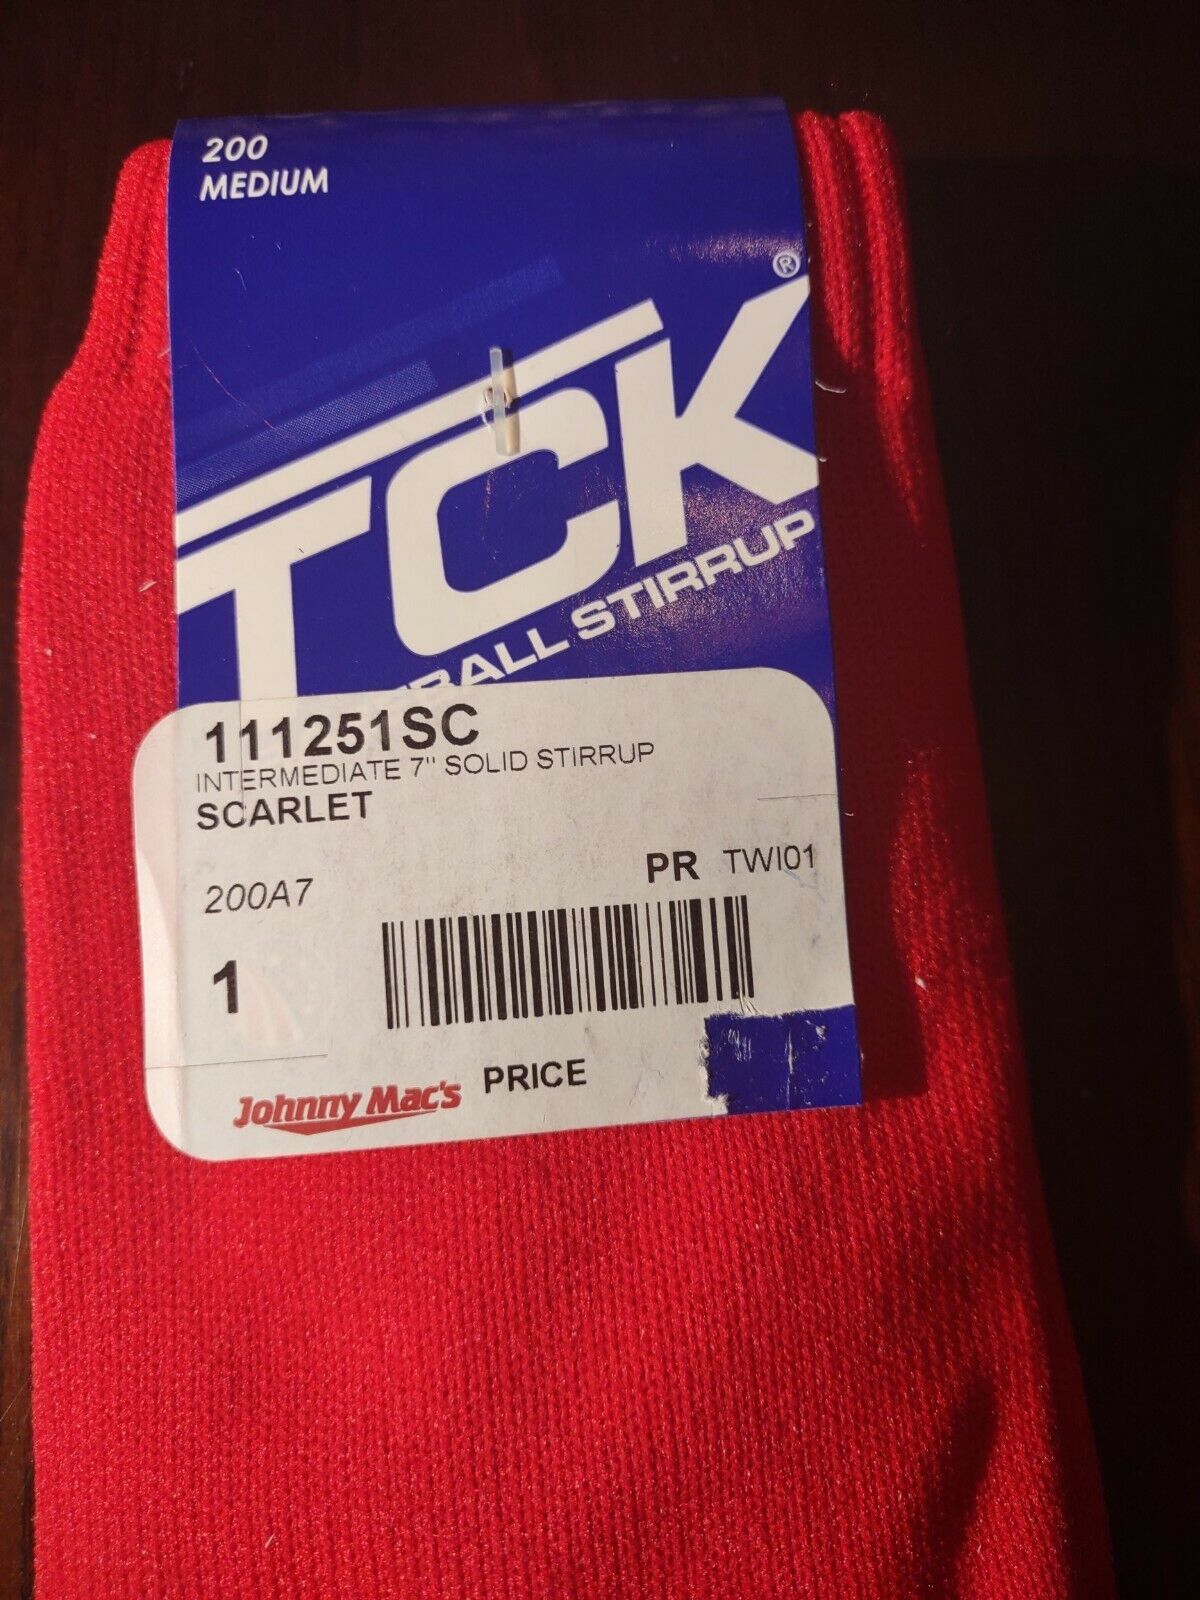 200
MEDIUM
TCK®
BALL STIRRUP
111251SC
INTERMEDIATE 7" SOLID STIRRUP
SCARLET
200A7 PR TWI01
1
Johnny Mac's PRICE